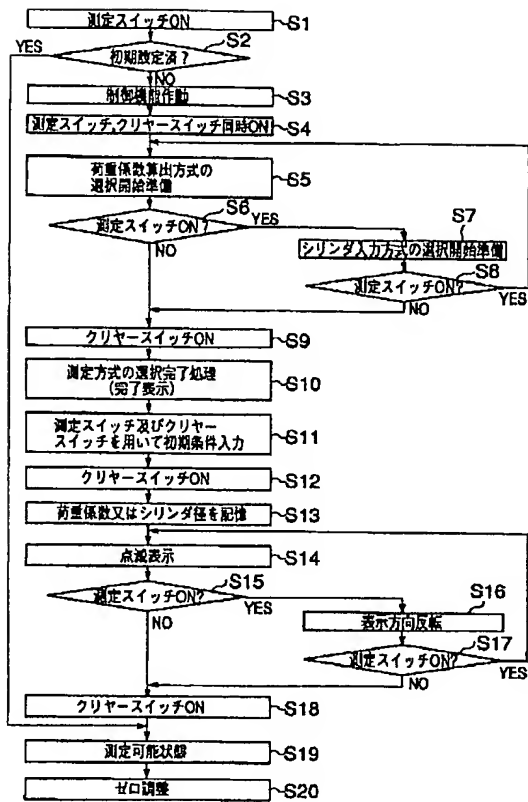 測定スイッチON
S1
S2
YES
初期設定済?
NO
制御機能作動
S3
測定スイッチ,クリヤースイッチ同時ON
S4
荷重係数算出方式の
選択開始準備
S5
S6
測定スイッチON?
YES
NO
S7
シリンダ入力方式の選択開始準備
S8
測定スイッチON?
YES
NO
クリヤースイッチON
S9
測定方式の選択完了処理
(完了表示)
S10
測定スイッチ及びクリヤー
スイッチを用いて初期条件入力
S11
クリヤースイッチON
S12
荷重係数又はシリンダ径を記憶
S13
点滅表示
S14
S15
測定スイッチON?
YES
NO
S16
表示方向反転
S17
測定スイッチON?
YES
NO
クリヤースイッチON
S18
測定可能状態
S19
ゼロ調整
S20